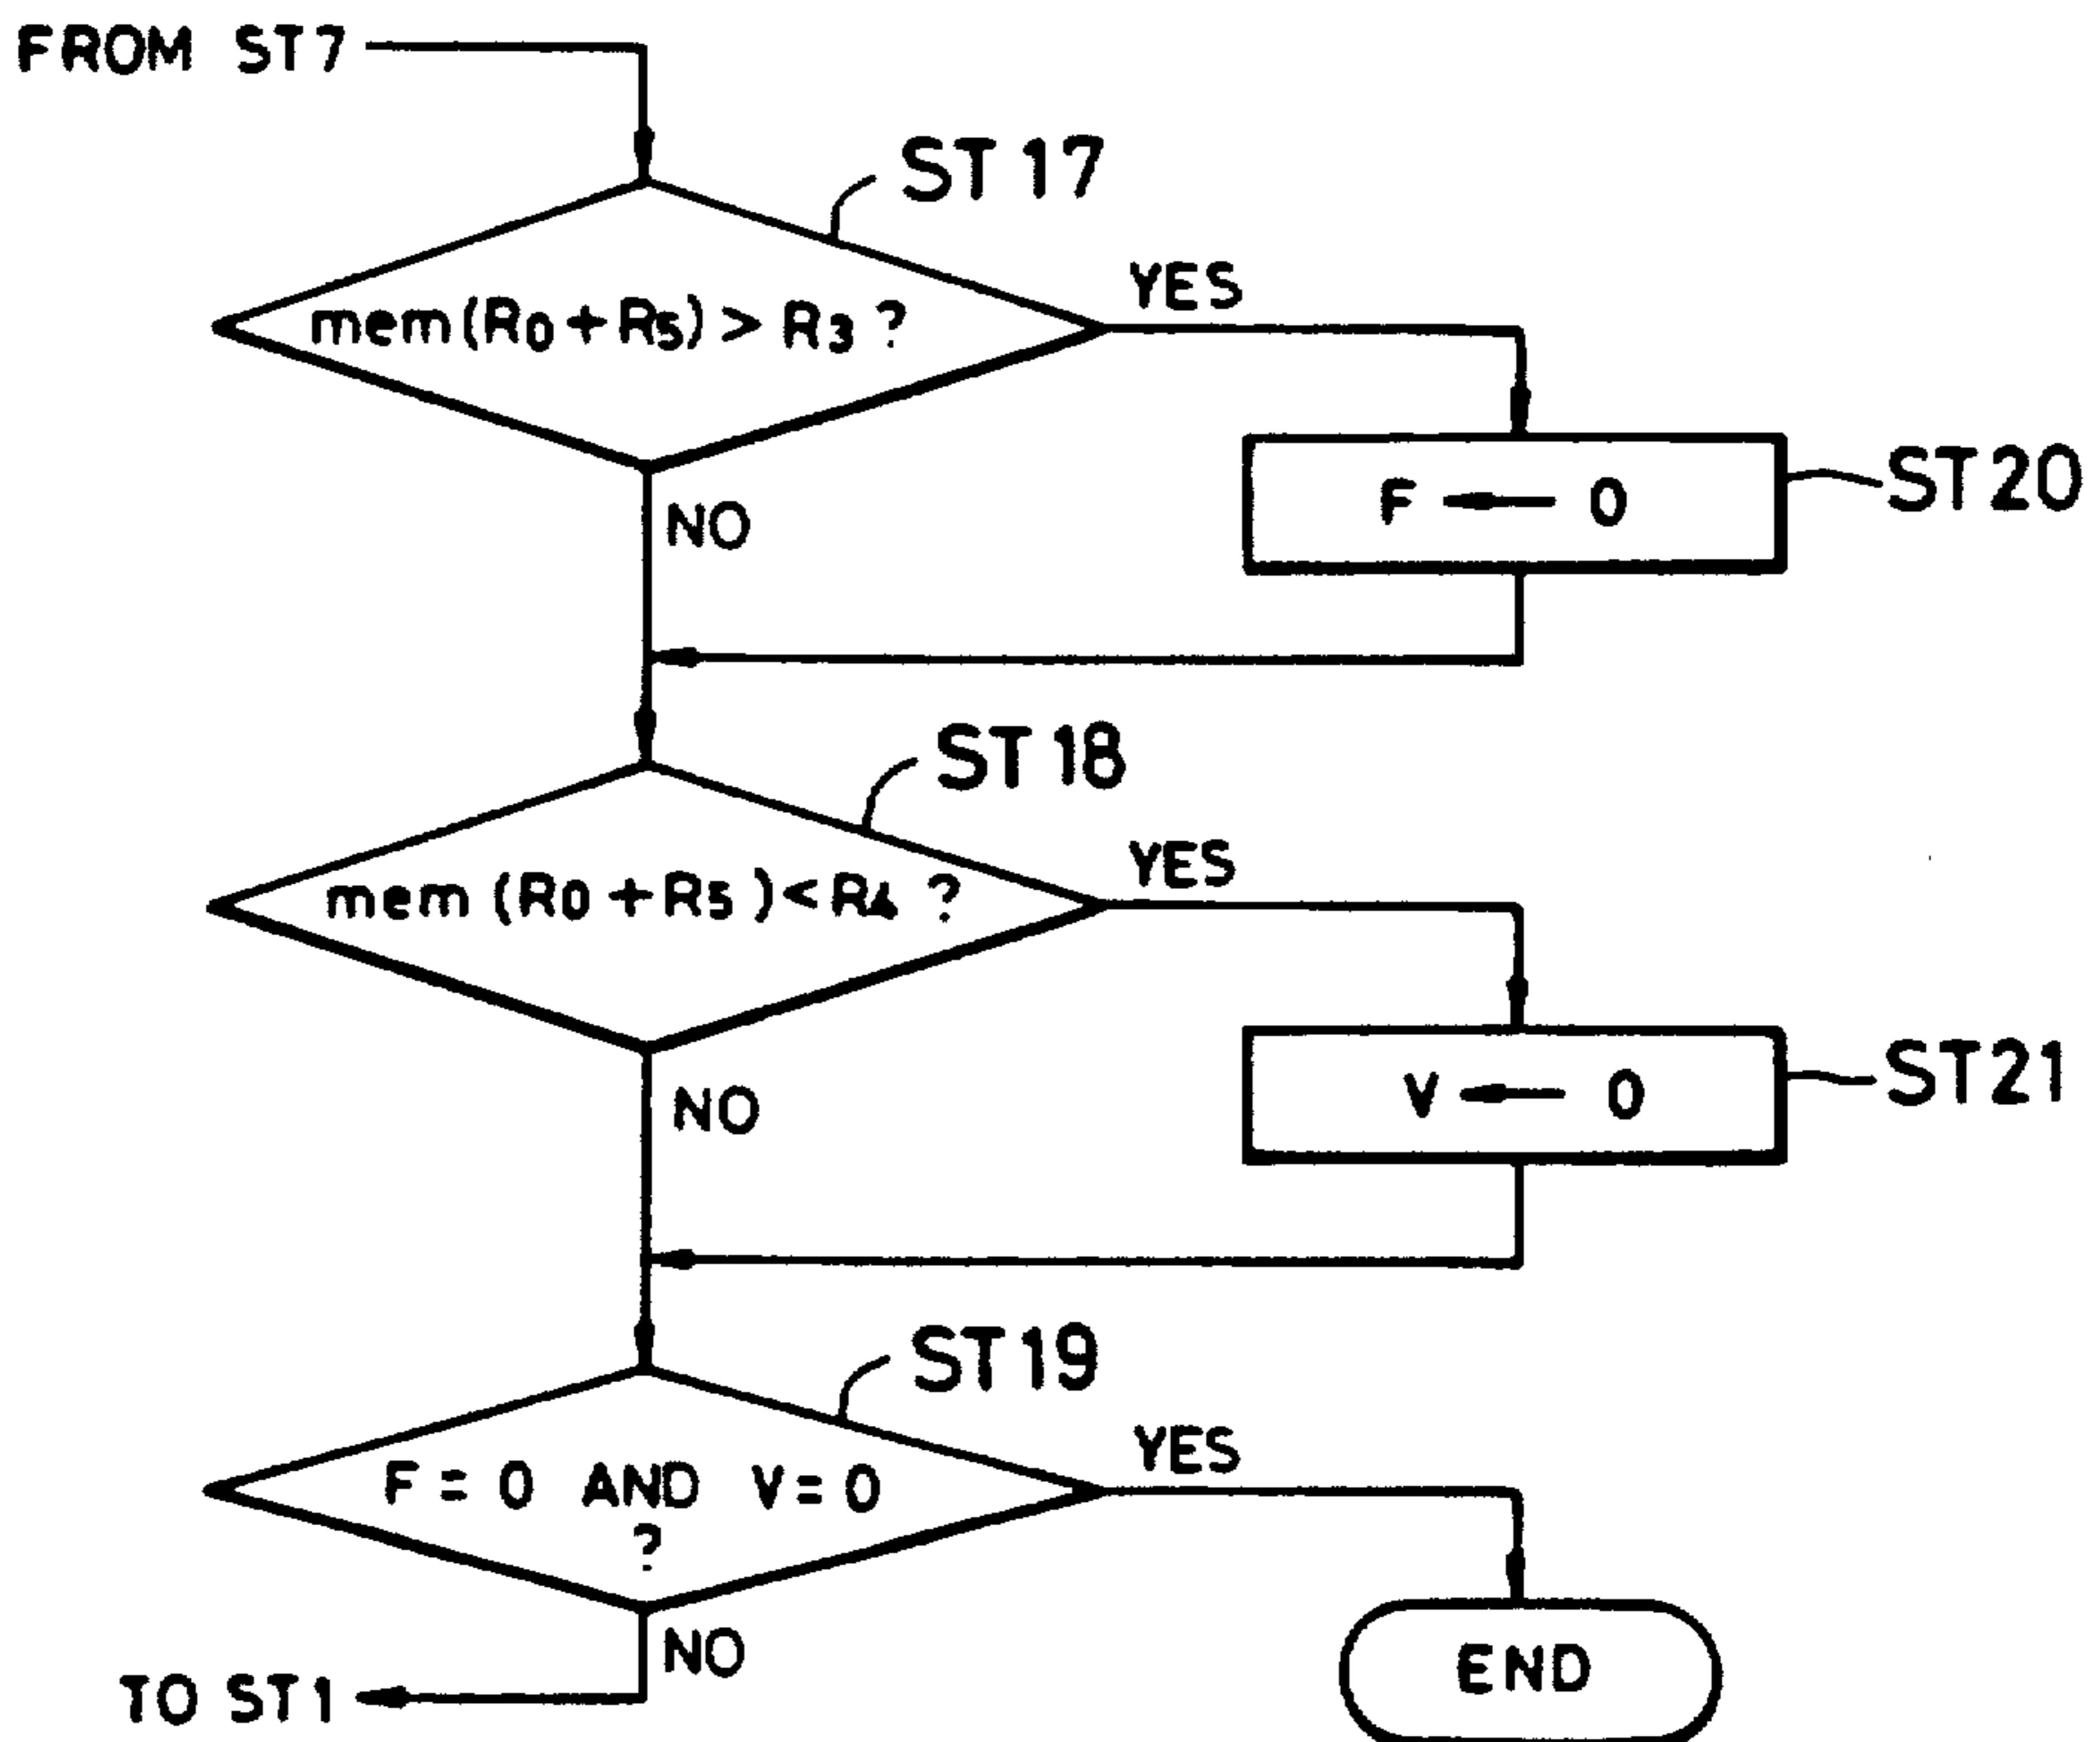 FROM ST7
ST17
mem(R0+R5)>R3?
YES
ST20
F ← 0
NO
ST18
mem(R0+R5)<R4?
YES
ST21
V ← 0
NO
ST19
F=0 AND V=0
?
YES
NO
END
TO ST1